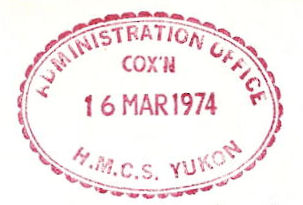 ADMINISTRATION OFFICE
COX'N
16 MAR 1974
H.M.C.S. YUKON